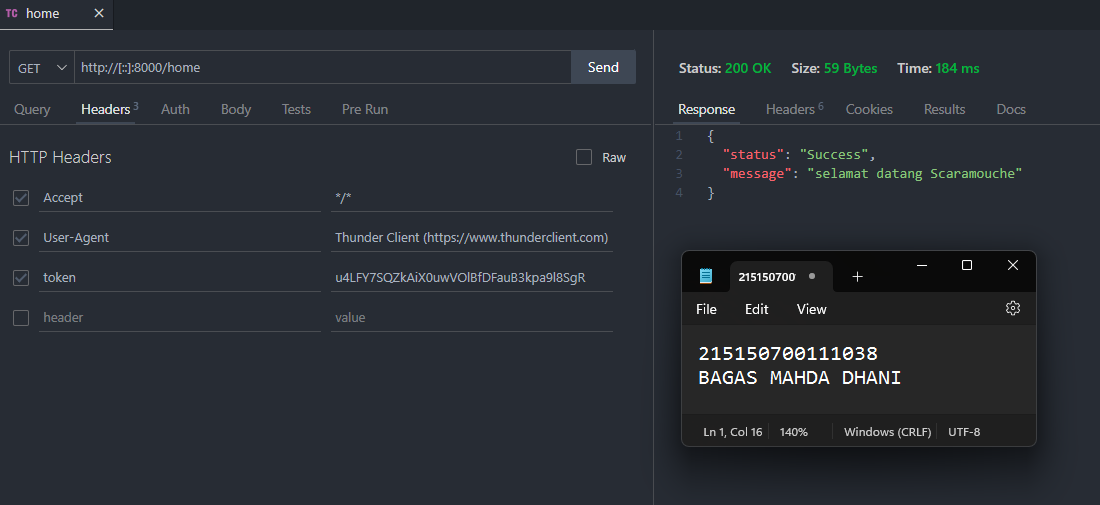 TC home
GET http://[::]:8000/home Send
Query Headers 3 Auth Body Tests Pre Run
HTTP Headers Raw
Accept */*
User-Agent Thunder Client (https://www.thunderclient.com)
token u4LFY7SQZkAiX0uwVOlBfDFauB3kpa9l8SgR
header value
Status: 200 OK Size: 59 Bytes Time: 184 ms
Response Headers 6 Cookies Results Docs
1 {
2 "status": "Success",
3 "message": "selamat datang Scaramouche"
4 }
215150700
File Edit View
215150700111038
BAGAS MAHDA DHANI
Ln 1, Col 16 140% Windows (CRLF) UTF-8